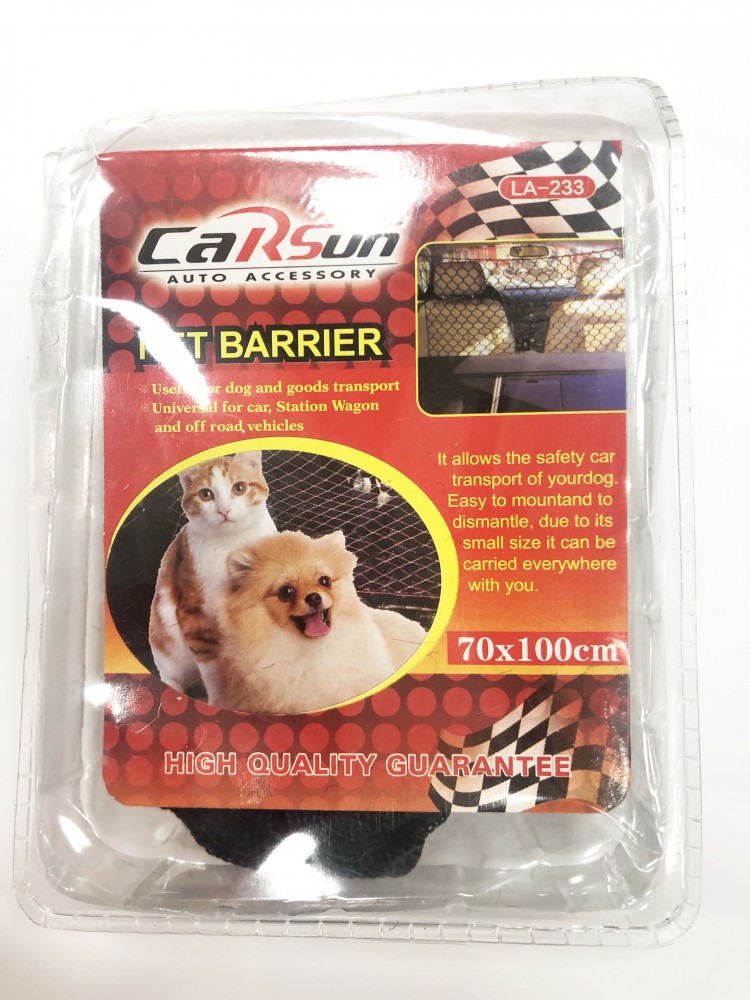 LA-233
CaRSun
AUTO ACCESSORY
NET BARRIER
※Useful for dog and goods transport
※Universal for car, Station Wagon
and off road vehicles
It allows the safety car
transport of yourdog.
Easy to mountand to
dismantle, due to its
small size it can be
carried everywhere
with you.
70x100cm
HIGH QUALITY GUARANTEE